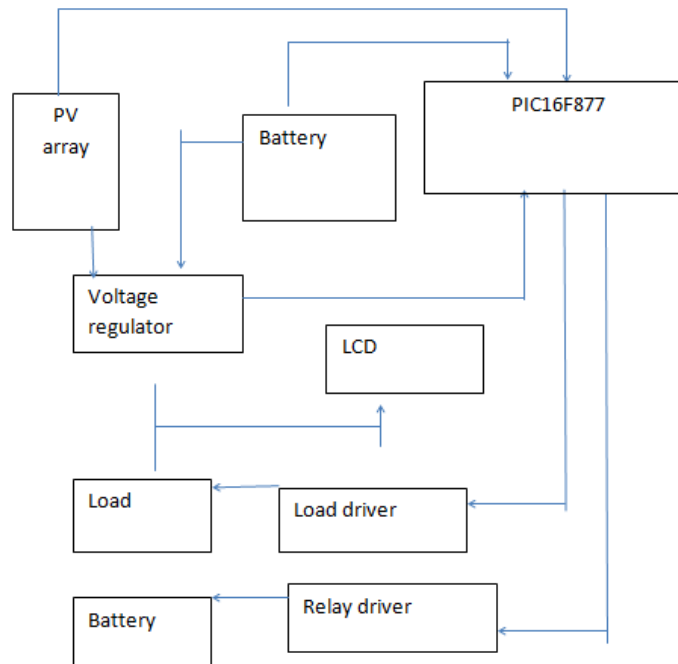 PV
array
Battery
PIC16F877
Voltage
regulator
LCD
Load
Load driver
Battery
Relay driver